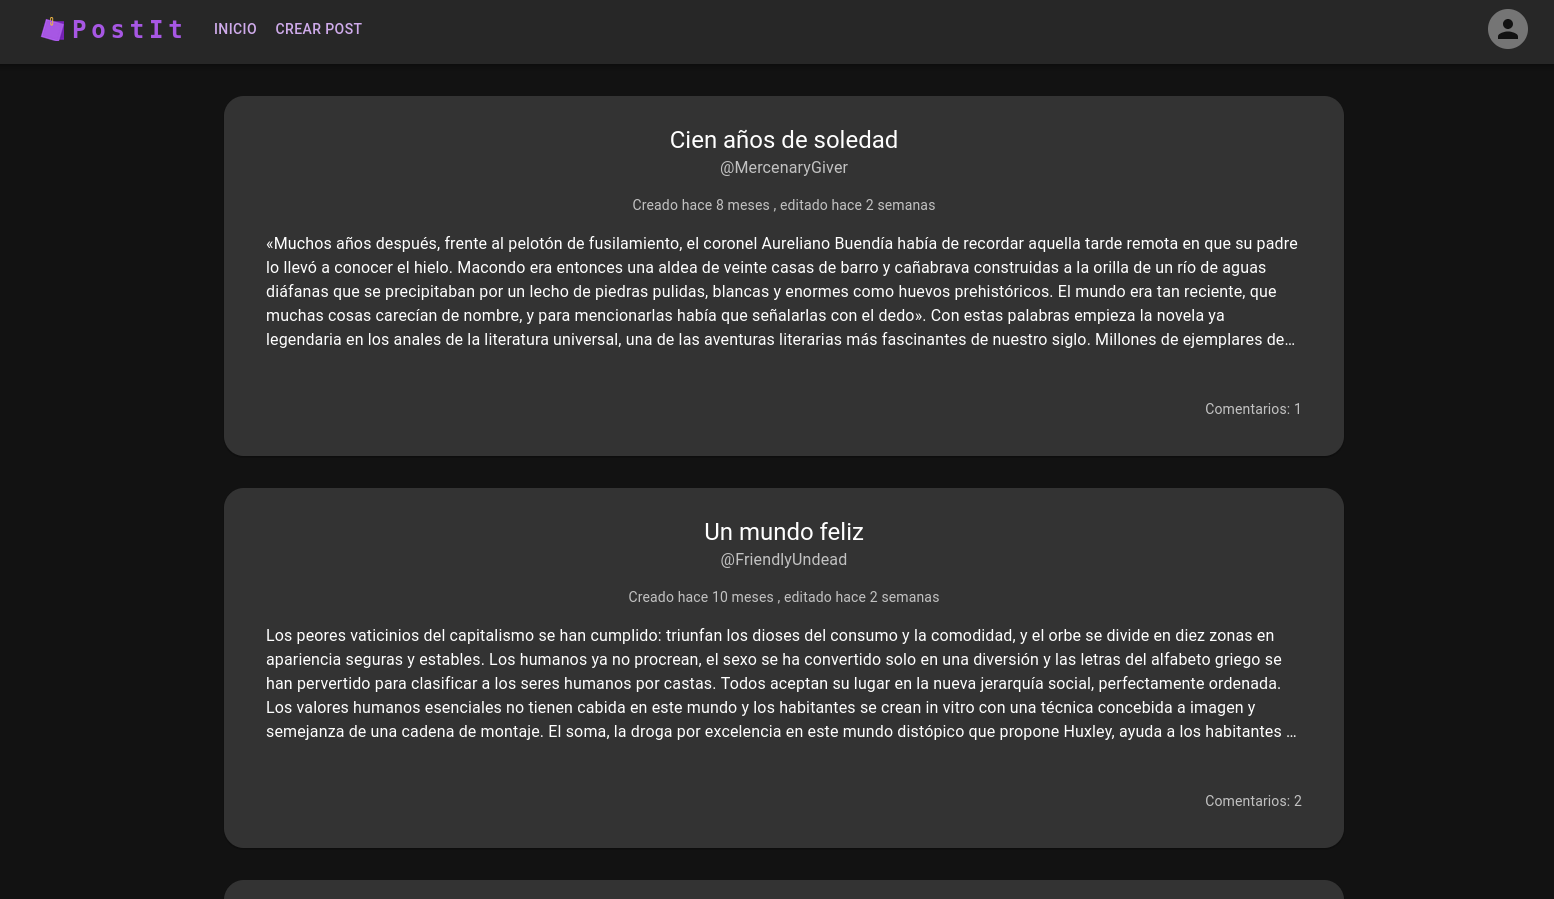 PostIt
INICIO
CREAR POST
Cien años de soledad
@MercenaryGiver
Creado hace 8 meses , editado hace 2 semanas
«Muchos años después, frente al pelotón de fusilamiento, el coronel Aureliano Buendía había de recordar aquella tarde remota en que su padre
lo llevó a conocer el hielo. Macondo era entonces una aldea de veinte casas de barro y cañabrava construidas a la orilla de un río de aguas
diáfanas que se precipitaban por un lecho de piedras pulidas, blancas y enormes como huevos prehistóricos. El mundo era tan reciente, que
muchas cosas carecían de nombre, y para mencionarlas había que señalarlas con el dedo». Con estas palabras empieza la novela ya
legendaria en los anales de la literatura universal, una de las aventuras literarias más fascinantes de nuestro siglo. Millones de ejemplares de…
Comentarios: 1
Un mundo feliz
@FriendlyUndead
Creado hace 10 meses , editado hace 2 semanas
Los peores vaticinios del capitalismo se han cumplido: triunfan los dioses del consumo y la comodidad, y el orbe se divide en diez zonas en
apariencia seguras y estables. Los humanos ya no procrean, el sexo se ha convertido solo en una diversión y las letras del alfabeto griego se
han pervertido para clasificar a los seres humanos por castas. Todos aceptan su lugar en la nueva jerarquía social, perfectamente ordenada.
Los valores humanos esenciales no tienen cabida en este mundo y los habitantes se crean in vitro con una técnica concebida a imagen y
semejanza de una cadena de montaje. El soma, la droga por excelencia en este mundo distópico que propone Huxley, ayuda a los habitantes …
Comentarios: 2